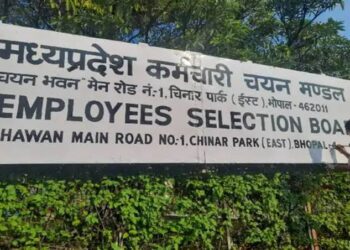 मध्यप्रदेश कर्मचारी चयन मण्डल
चयन भवन मेन रोड नं.-1, चिनार पार्क (ईस्ट), भोपाल - 462011
EMPLOYEES SELECTION BOA
HAWAN MAIN ROAD NO.-1, CHINAR PARK (EAST), BHOPAL